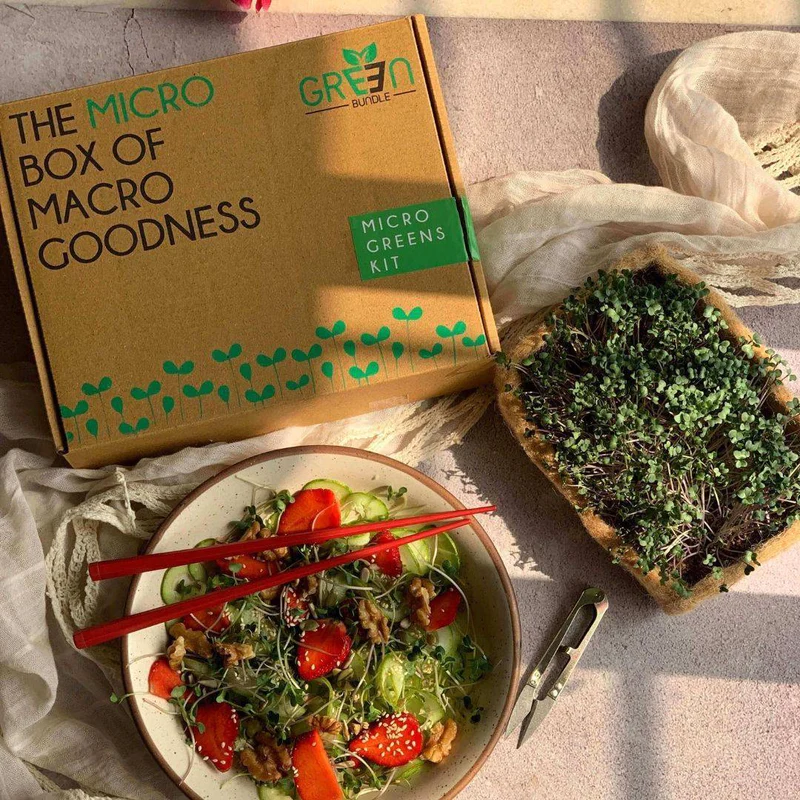 THE MICRO
BOX OF
MACRO
GOODNESS
GREEN
BUNDLE
MICRO
GREENS
KIT